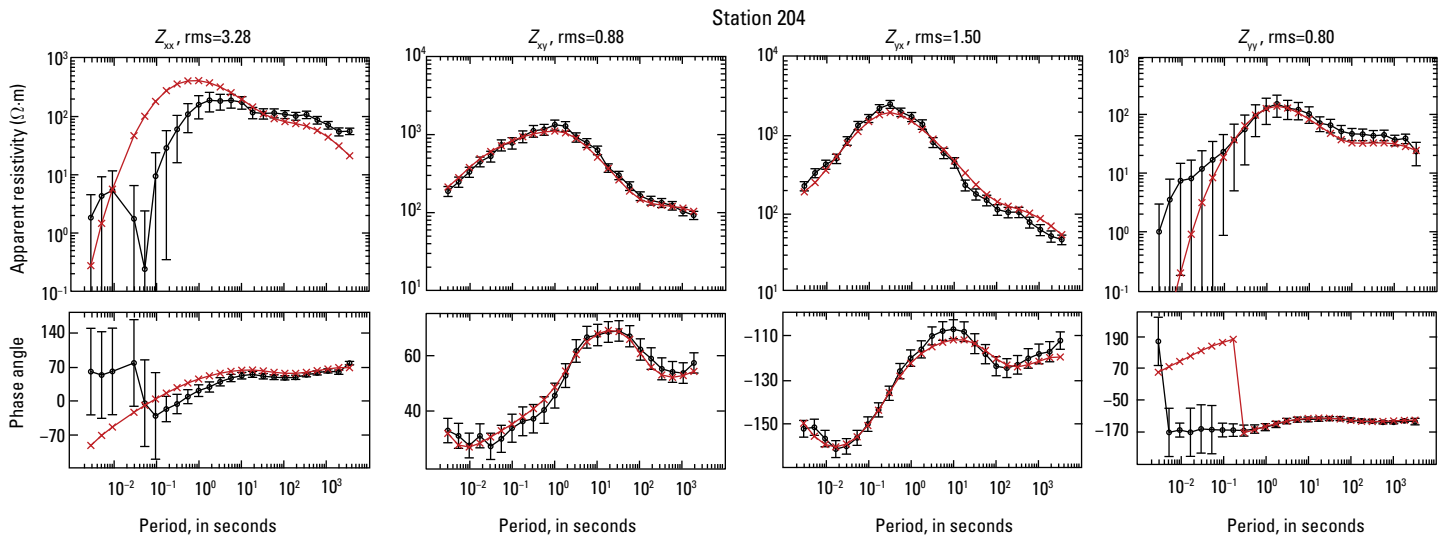 Station 204
Zxx , rms=3.28
Zxy , rms=0.88
Zyx , rms=1.50
Zyy , rms=0.80
Apparent resistivity (Ω·m)
10³
10²
10¹
10⁰
10⁻¹
10⁴
10³
10²
10¹
10⁴
10³
10²
10¹
10³
10²
10¹
10⁰
10⁻¹
Phase angle
140
70
0
−70
60
40
−110
−130
−150
190
70
−50
−170
10⁻² 10⁻¹ 10⁰ 10¹ 10² 10³
10⁻² 10⁻¹ 10⁰ 10¹ 10² 10³
10⁻² 10⁻¹ 10⁰ 10¹ 10² 10³
10⁻² 10⁻¹ 10⁰ 10¹ 10² 10³
Period, in seconds
Period, in seconds
Period, in seconds
Period, in seconds